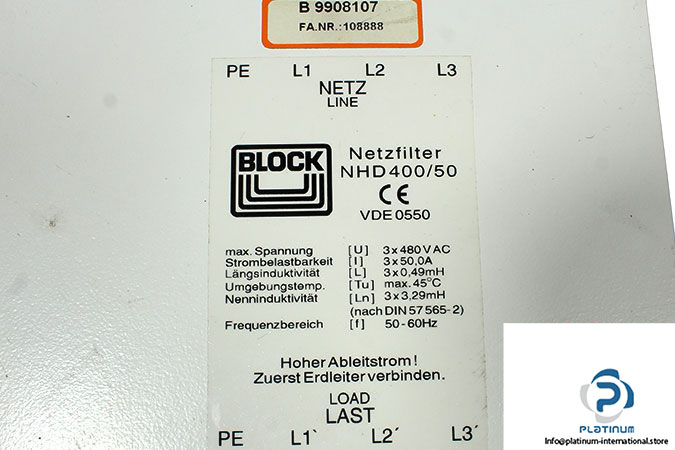 B 9908107
FA.NR.:108888
PE L1 L2 L3
NETZ
LINE
BLOCK
Netzfilter
NHD400/50
CE
VDE 0550
max. Spannung [U] 3x480VAC
Strombelastbarkeit [I] 3x50,0A
Längsinduktivität [L] 3x0,49mH
Umgebungstemp. [Tu] max. 45°C
Nenninduktivität [Ln] 3x3,29mH
(nach DIN 57 565-2)
Frequenzbereich [f] 50-60Hz
Hoher Ableitstrom!
Zuerst Erdleiter verbinden.
LOAD
LAST
PE L1` L2´ L3´
PLATINUM
Info@platinum-international.store